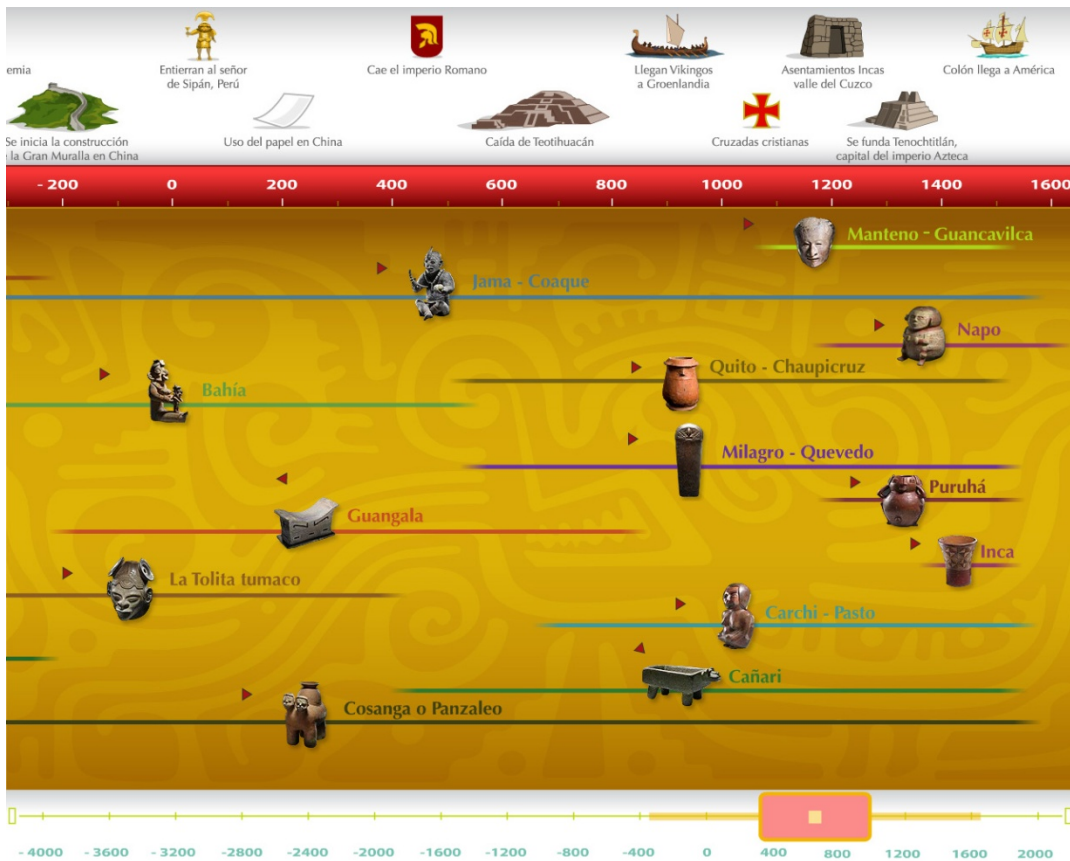 Entierran al señor
de Sipán, Perú
Cae el imperio Romano
Llegan Vikingos
a Groenlandia
Asentamientos Incas
valle del Cuzco
Colón llega a América
emia
Se inicia la construcción
la Gran Muralla en China
Uso del papel en China
Caída de Teotihuacán
Cruzadas cristianas
Se funda Tenochtitlán,
capital del imperio Azteca
- 200 0 200 400 600 800 1000 1200 1400 1600
Manteno - Guancavilca
Jama - Coaque
Napo
Quito - Chaupicruz
Bahía
Milagro - Quevedo
Puruhá
Guangala
Inca
La Tolita tumaco
Carchi - Pasto
Cañari
Cosanga o Panzaleo
- 4000 - 3600 - 3200 -2800 -2400 -2000 -1600 -1200 -800 -400 0 400 800 1200 1600 2000